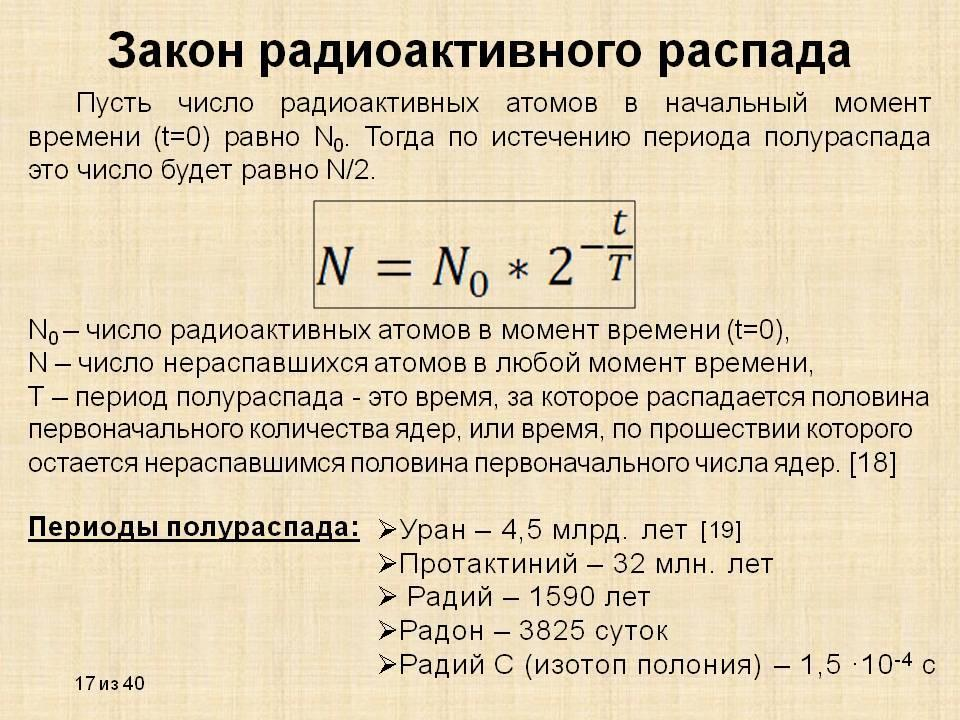 Закон радиоактивного распада
Пусть число радиоактивных атомов в начальный момент
времени (t=0) равно N₀. Тогда по истечению периода полураспада
это число будет равно N/2.
N = N₀ * 2^(-t/T)
N₀ – число радиоактивных атомов в момент времени (t=0),
N – число нераспавшихся атомов в любой момент времени,
T – период полураспада - это время, за которое распадается половина
первоначального количества ядер, или время, по прошествии которого
остается нераспавшимся половина первоначального числа ядер. [18]
Периоды полураспада:
➢Уран – 4,5 млрд. лет [19]
➢Протактиний – 32 млн. лет
➢ Радий – 1590 лет
➢Радон – 3825 суток
➢Радий С (изотоп полония) – 1,5 ·10⁻⁴ с
17 из 40